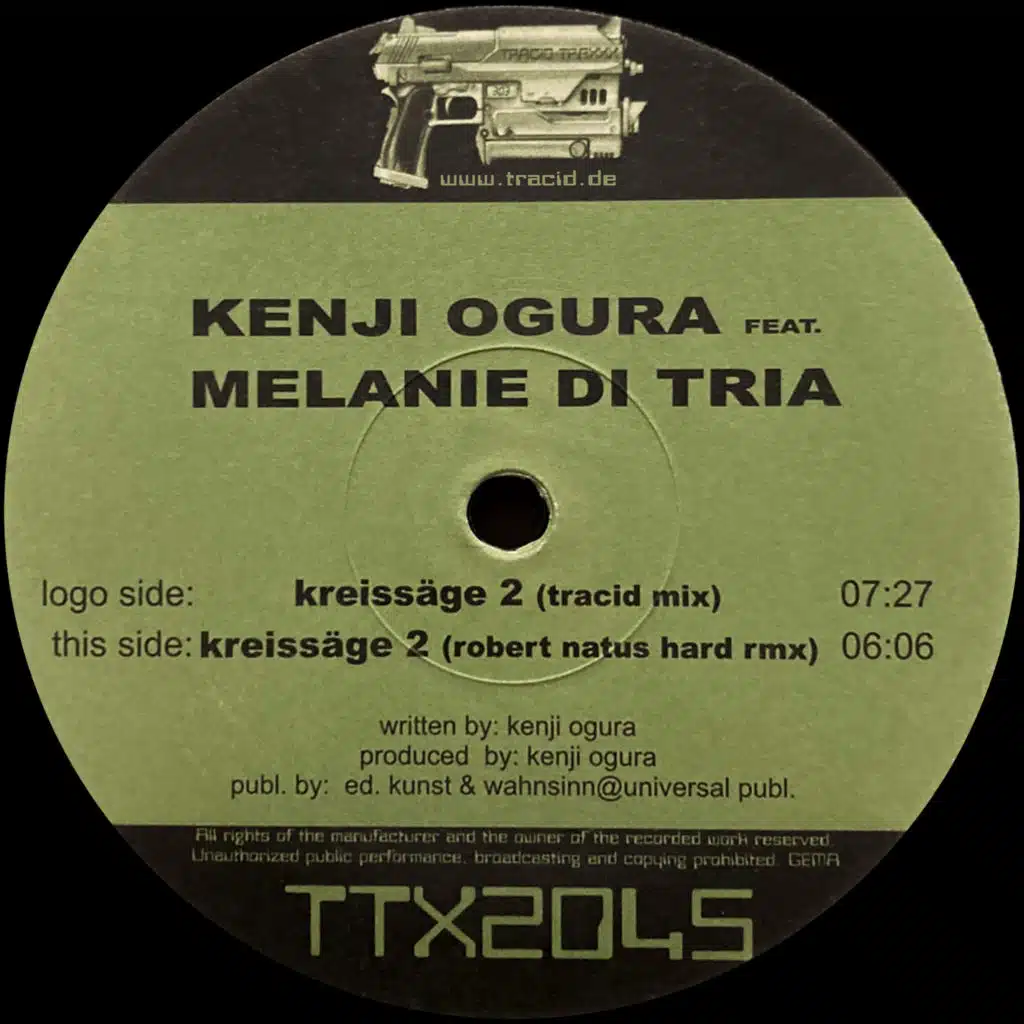 TRACID TRAXXX
303
www.tracid.de
KENJI OGURA FEAT.
MELANIE DI TRIA
logo side: kreissäge 2 (tracid mix) 07:27
this side: kreissäge 2 (robert natus hard rmx) 06:06
written by: kenji ogura
produced by: kenji ogura
publ. by: ed. kunst & wahnsinn@universal publ.
All rights of the manufacturer and the owner of the recorded work reserved.
Unauthorized public performance, broadcasting and copying prohibited. GEMA
TTX2045